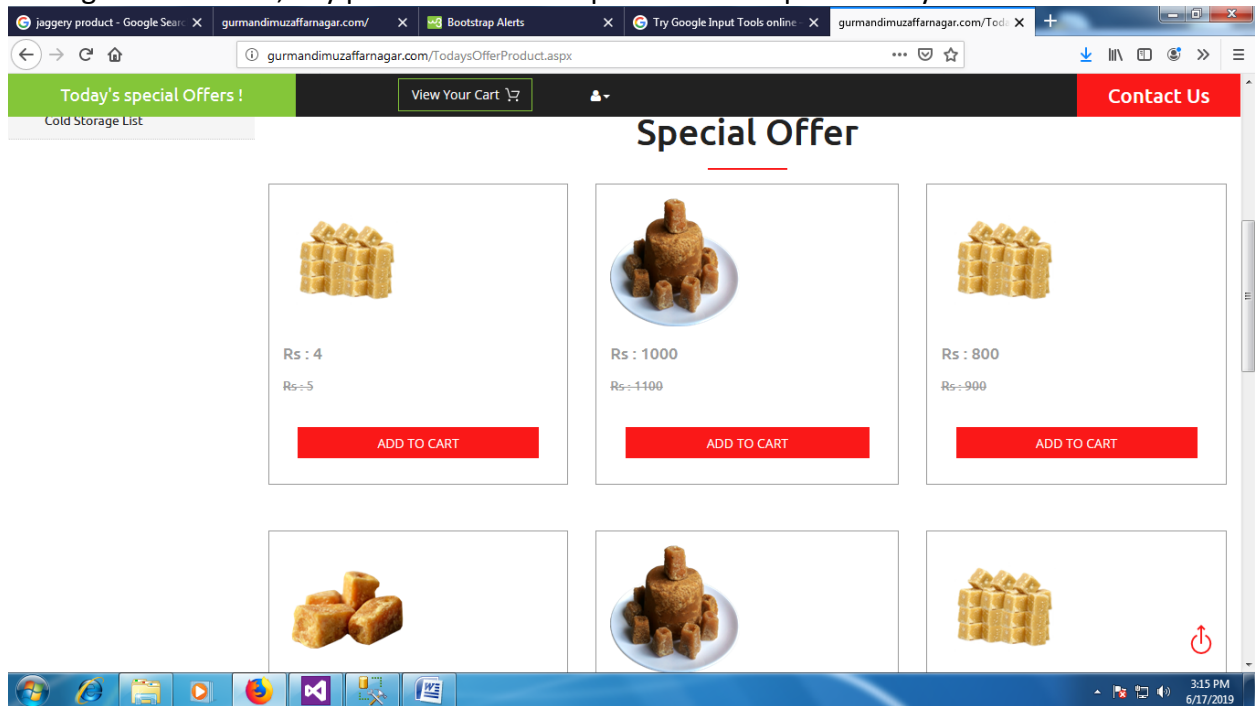 jaggery product - Google Searc
gurmandimuzaffarnagar.com/
Bootstrap Alerts
Try Google Input Tools online -
gurmandimuzaffarnagar.com/Toda
gurmandimuzaffarnagar.com/TodaysOfferProduct.aspx
Today's special Offers !
View Your Cart
Contact Us
Cold Storage List
Special Offer
Rs : 4
Rs : 1000
Rs : 800
Rs : 5
Rs : 1100
Rs : 900
ADD TO CART
ADD TO CART
ADD TO CART
3:15 PM
6/17/2019